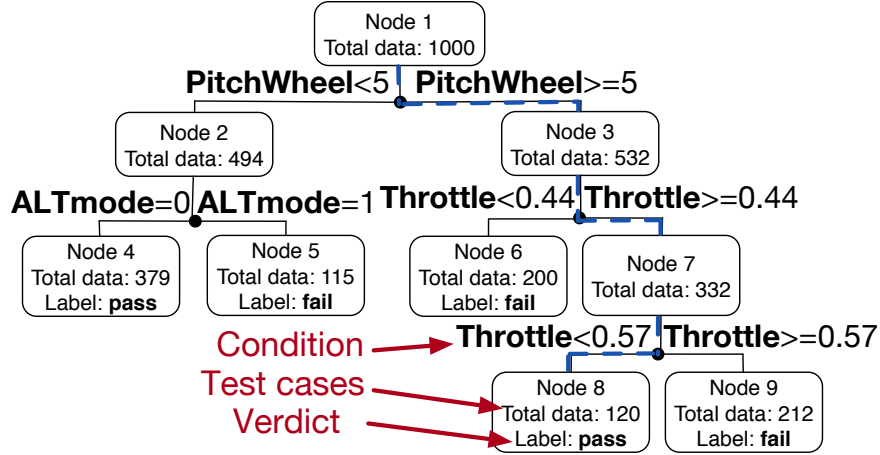 Node 1
Total data: 1000
PitchWheel<5 PitchWheel>=5
Node 2
Total data: 494
Node 3
Total data: 532
ALTmode=0 ALTmode=1
Throttle<0.44 Throttle>=0.44
Node 4
Total data: 379
Label: pass
Node 5
Total data: 115
Label: fail
Node 6
Total data: 200
Label: fail
Node 7
Total data: 332
Condition
Throttle<0.57 Throttle>=0.57
Test cases
Verdict
Node 8
Total data: 120
Label: pass
Node 9
Total data: 212
Label: fail